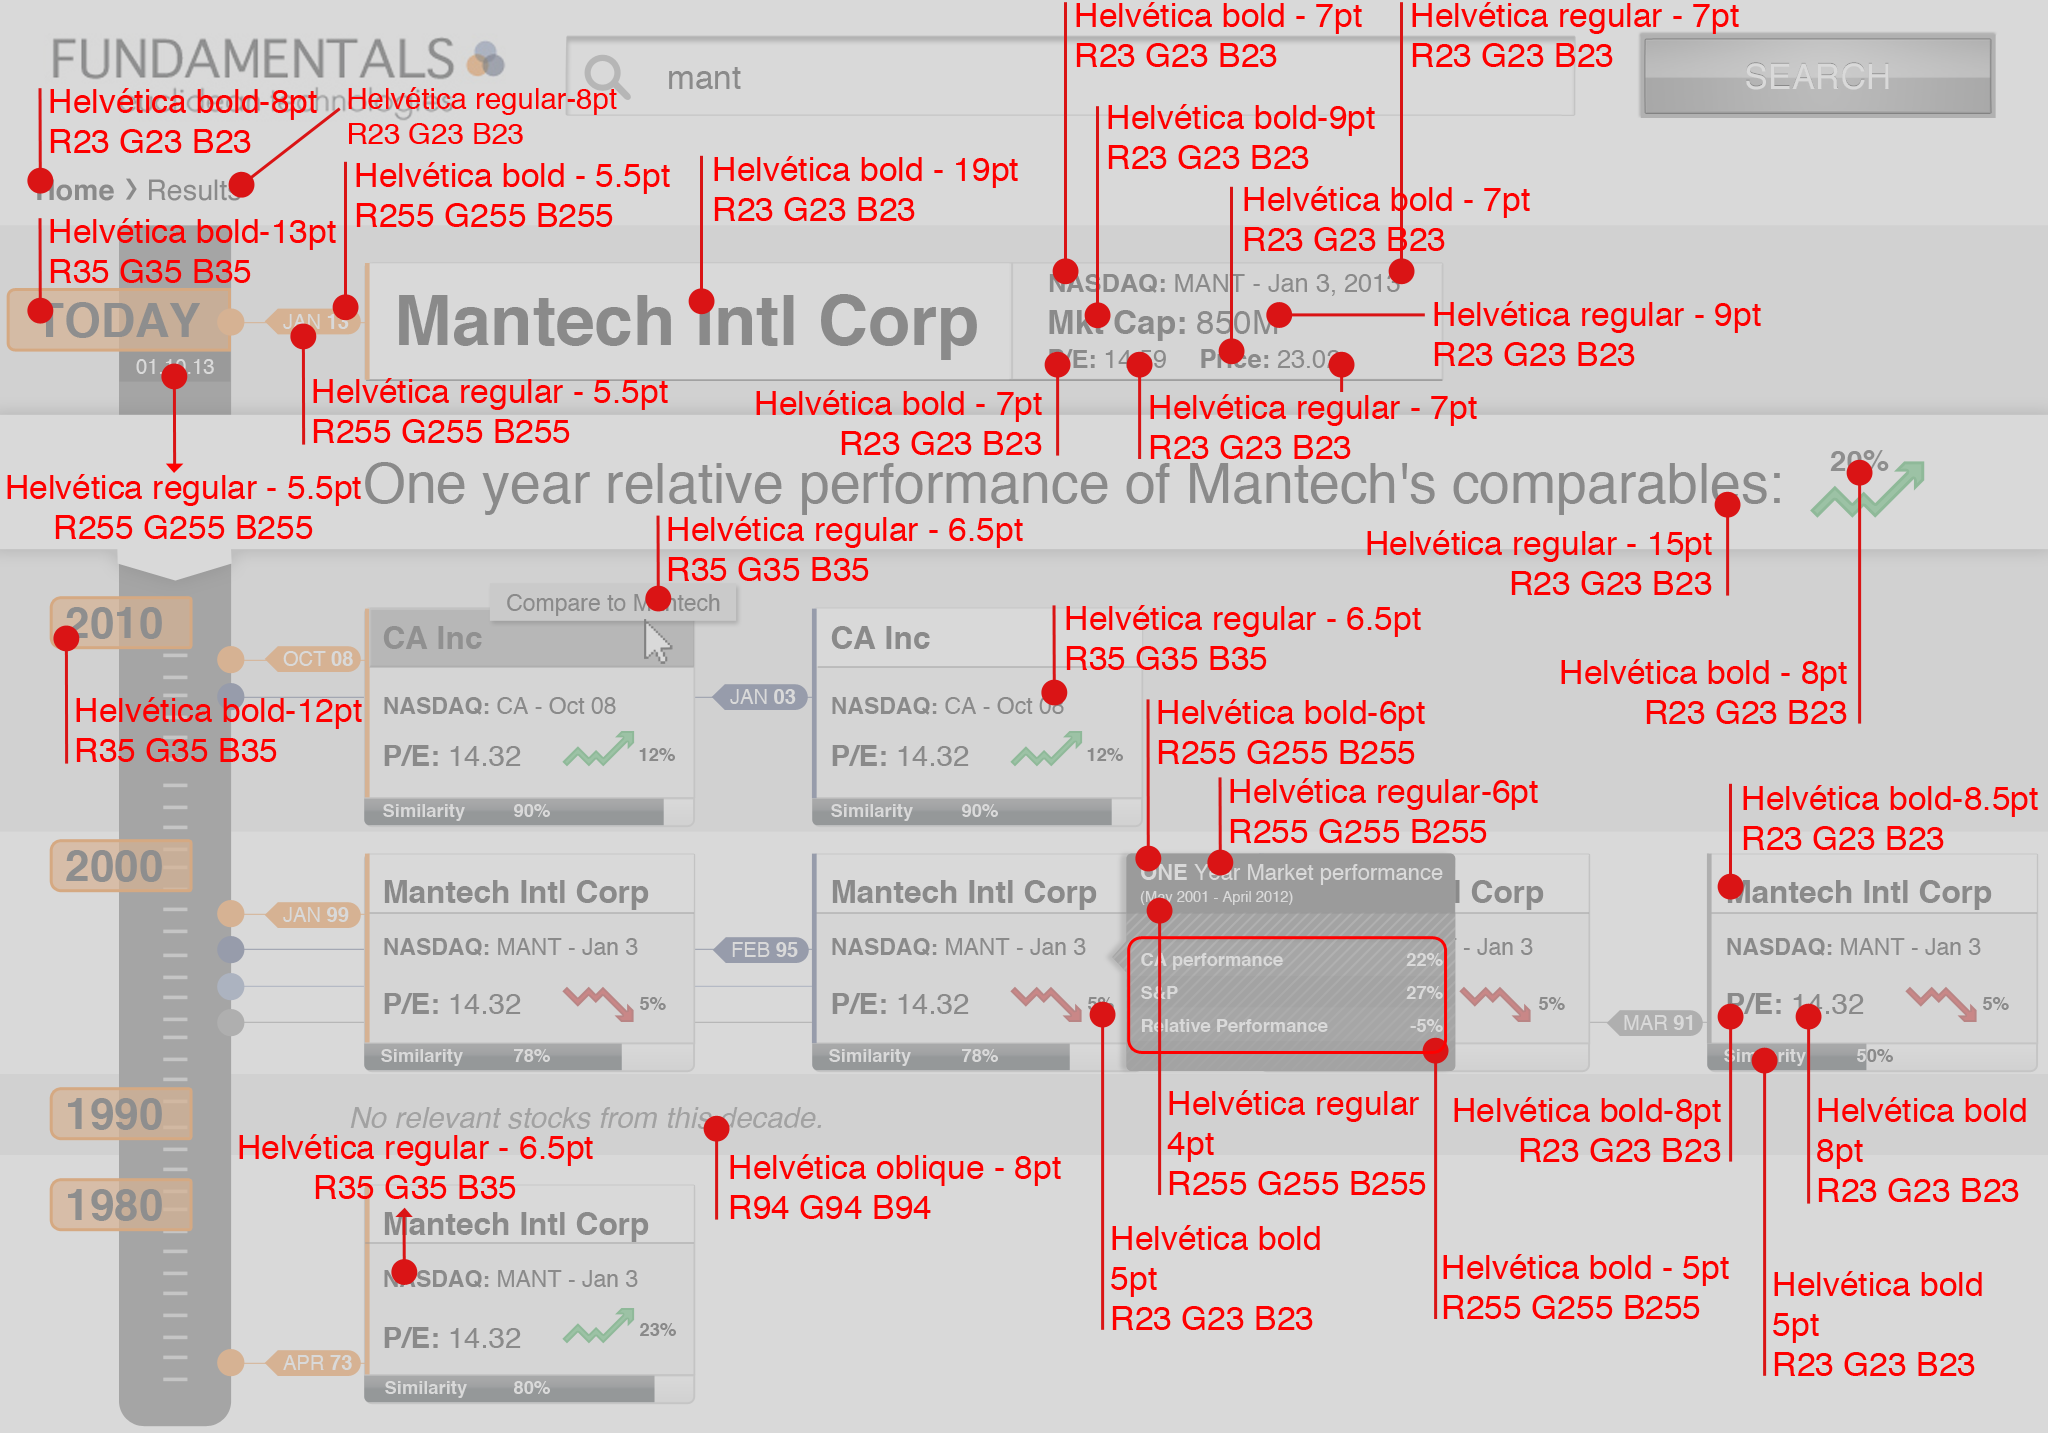 FUNDAMENTALS
euclidean technologies
mant
SEARCH
Helvética bold - 7pt
R23 G23 B23
Helvética regular - 7pt
R23 G23 B23
Helvética bold-8pt
R23 G23 B23
Helvética regular-8pt
R23 G23 B23
Home > Results
Helvética bold - 5.5pt
R255 G255 B255
Helvética bold - 19pt
R23 G23 B23
Helvética bold-9pt
R23 G23 B23
Helvética bold - 7pt
R23 G23 B23
Helvética bold-13pt
R35 G35 B35
TODAY
01.10.13
JAN 13
Mantech Intl Corp
NASDAQ: MANT - Jan 3, 2013
Mkt Cap: 850M
P/E: 14.59 Price: 23.02
Helvética regular - 9pt
R23 G23 B23
Helvética regular - 5.5pt
R255 G255 B255
Helvética bold - 7pt
R23 G23 B23
Helvética regular - 7pt
R23 G23 B23
Helvética regular - 5.5pt
R255 G255 B255
One year relative performance of Mantech's comparables:
20%
Helvética regular - 6.5pt
R35 G35 B35
Helvética regular - 15pt
R23 G23 B23
Helvética bold - 8pt
R23 G23 B23
2010
Helvética bold-12pt
R35 G35 B35
OCT 08
Compare to Mantech
CA Inc
NASDAQ: CA - Oct 08
P/E: 14.32
12%
Similarity 90%
JAN 03
CA Inc
NASDAQ: CA - Oct 08
P/E: 14.32
12%
Similarity 90%
Helvética regular - 6.5pt
R35 G35 B35
Helvética bold-6pt
R255 G255 B255
Helvética regular-6pt
R255 G255 B255
Helvética bold-8.5pt
R23 G23 B23
2000
JAN 99
Mantech Intl Corp
NASDAQ: MANT - Jan 3
P/E: 14.32
5%
Similarity 78%
FEB 95
Mantech Intl Corp
NASDAQ: MANT - Jan 3
P/E: 14.32
5%
Similarity 78%
ONE Year Market performance
(May 2001 - April 2012)
CA performance 22%
S&P 27%
Relative Performance -5%
l Corp
- Jan 3
5%
MAR 91
Mantech Intl Corp
NASDAQ: MANT - Jan 3
P/E: 14.32
5%
Similarity 50%
1990
No relevant stocks from this decade.
Helvética regular - 6.5pt
R35 G35 B35
Helvética oblique - 8pt
R94 G94 B94
Helvética regular
4pt
R255 G255 B255
Helvética bold-8pt
R23 G23 B23
Helvética bold
8pt
R23 G23 B23
Helvética bold
5pt
R23 G23 B23
Helvética bold - 5pt
R255 G255 B255
Helvética bold
5pt
R23 G23 B23
1980
APR 73
Mantech Intl Corp
NASDAQ: MANT - Jan 3
P/E: 14.32
23%
Similarity 80%